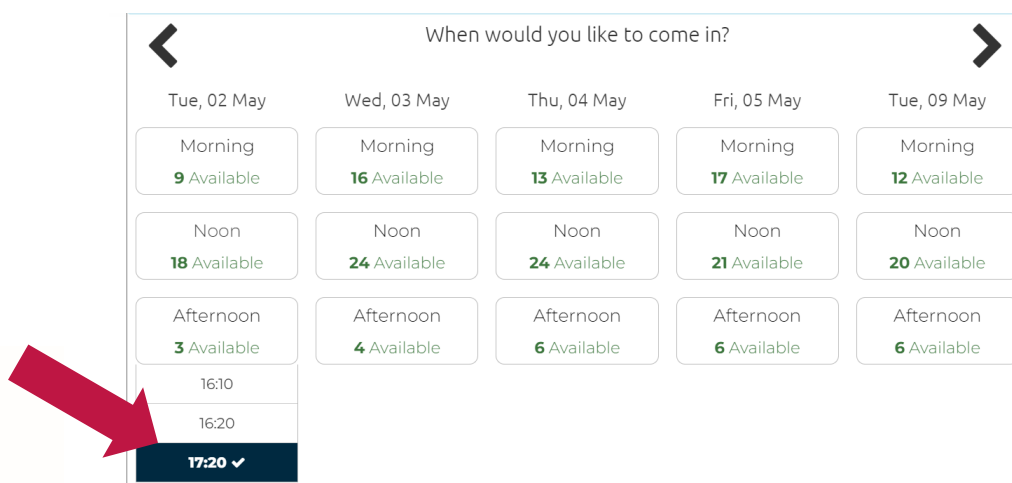 When would you like to come in?
Tue, 02 May Wed, 03 May Thu, 04 May Fri, 05 May Tue, 09 May
Morning Morning Morning Morning Morning
9 Available 16 Available 13 Available 17 Available 12 Available
Noon Noon Noon Noon Noon
18 Available 24 Available 24 Available 21 Available 20 Available
Afternoon Afternoon Afternoon Afternoon Afternoon
3 Available 4 Available 6 Available 6 Available 6 Available
16:10
16:20
17:20 ✓